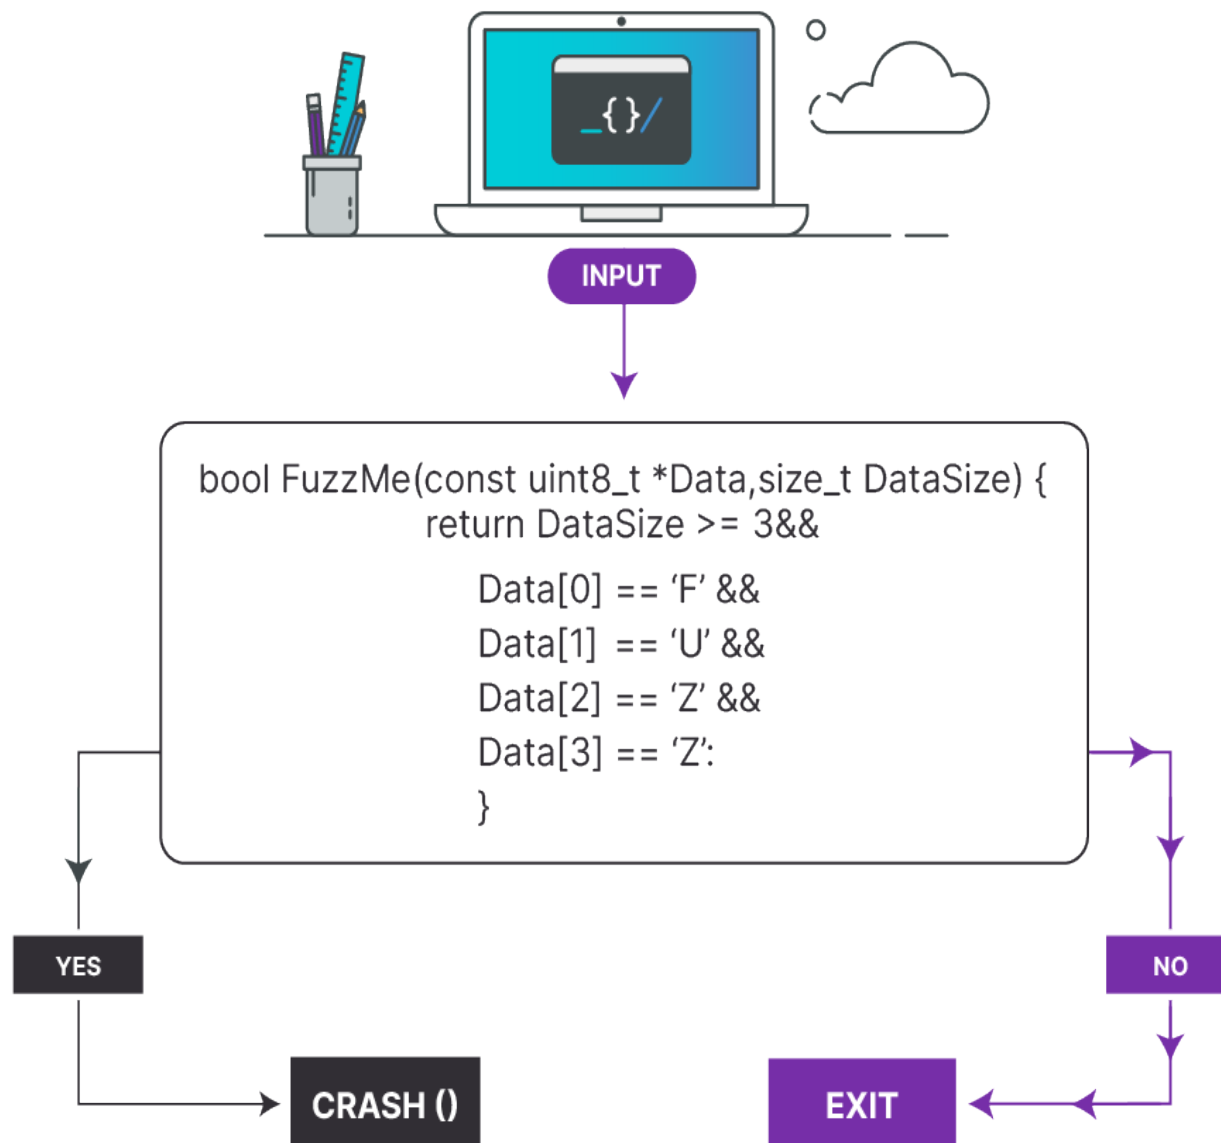 _{}/
INPUT
bool FuzzMe(const uint8_t *Data,size_t DataSize) {
return DataSize >= 3&&
Data[0] == ‘F’ &&
Data[1] == ‘U’ &&
Data[2] == ‘Z’ &&
Data[3] == ‘Z’:
}
YES
NO
CRASH ()
EXIT